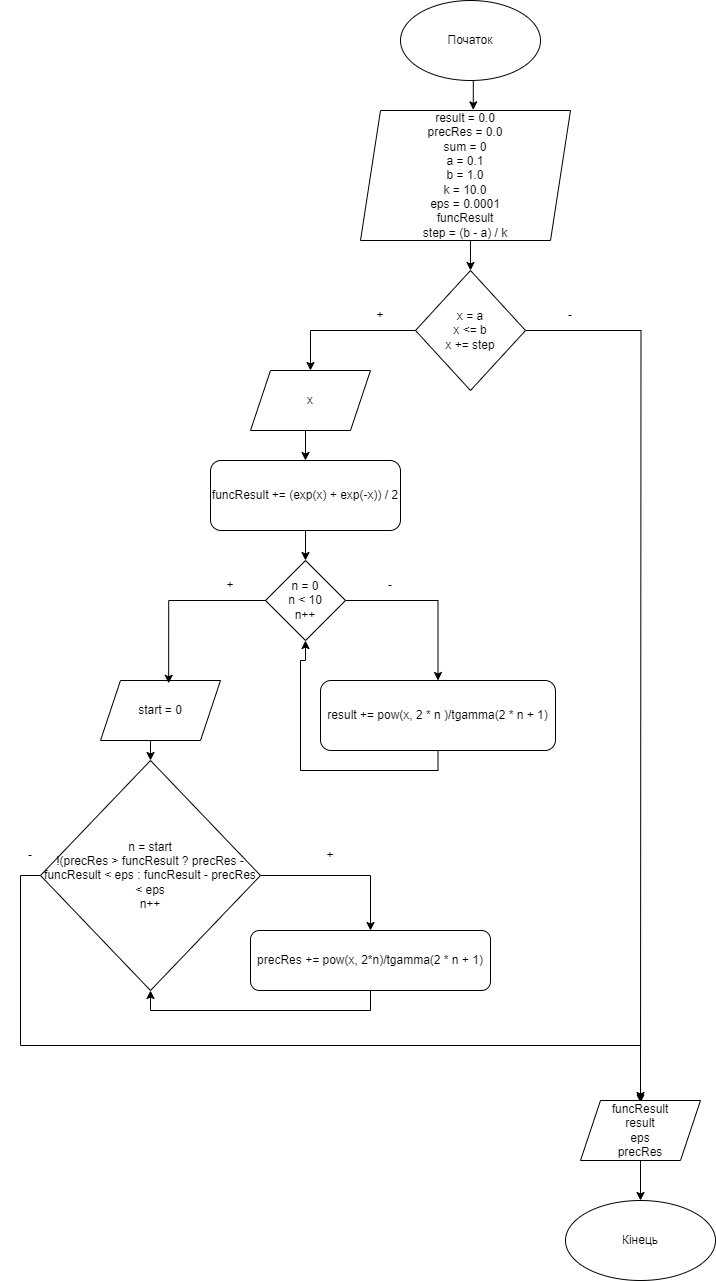 Початок
result = 0.0
precRes = 0.0
sum = 0
a = 0.1
b = 1.0
k = 10.0
eps = 0.0001
funcResult
step = (b - a) / k
+
-
x = a
x <= b
x += step
x
funcResult += (exp(x) + exp(-x)) / 2
+
-
n = 0
n < 10
n++
start = 0
result += pow(x, 2 * n )/tgamma(2 * n + 1)
-
+
n = start
!(precRes > funcResult ? precRes -
funcResult < eps : funcResult - precRes
< eps
n++
precRes += pow(x, 2*n)/tgamma(2 * n + 1)
funcResult
result
eps
precRes
Кінець